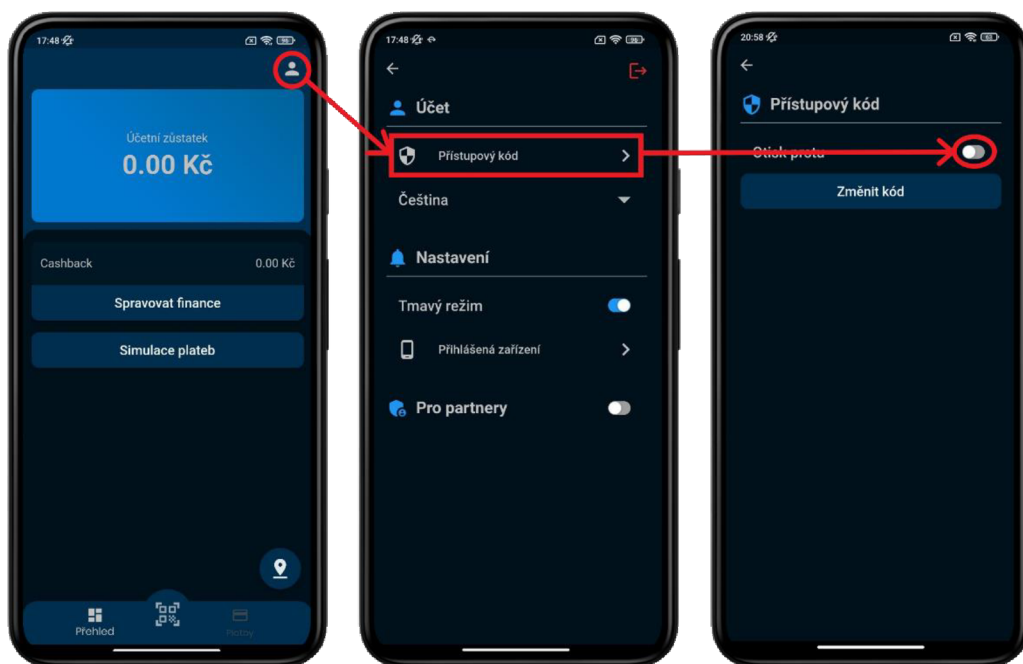 17:48
Účetní zůstatek
0.00 Kč
Cashback 0.00 Kč
Spravovat finance
Simulace plateb
Přehled
Platby
17:48
Účet
Přístupový kód
Čeština
Nastavení
Tmavý režim
Přihlášená zařízení
Pro partnery
20:58
Přístupový kód
Otisk prstu
Změnit kód